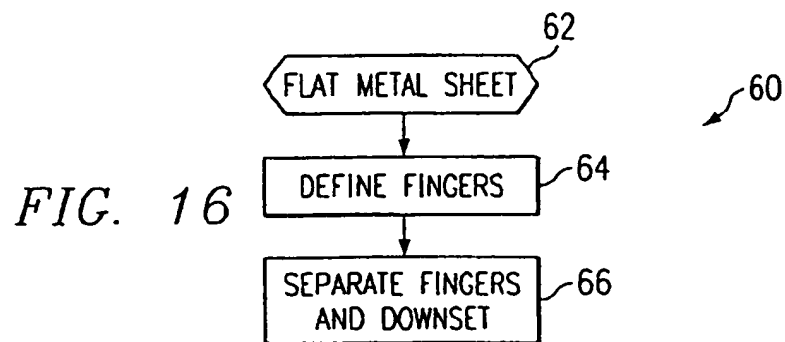 62
FLAT METAL SHEET
60
DEFINE FINGERS
64
FIG. 16
SEPARATE FINGERS
AND DOWNSET
66